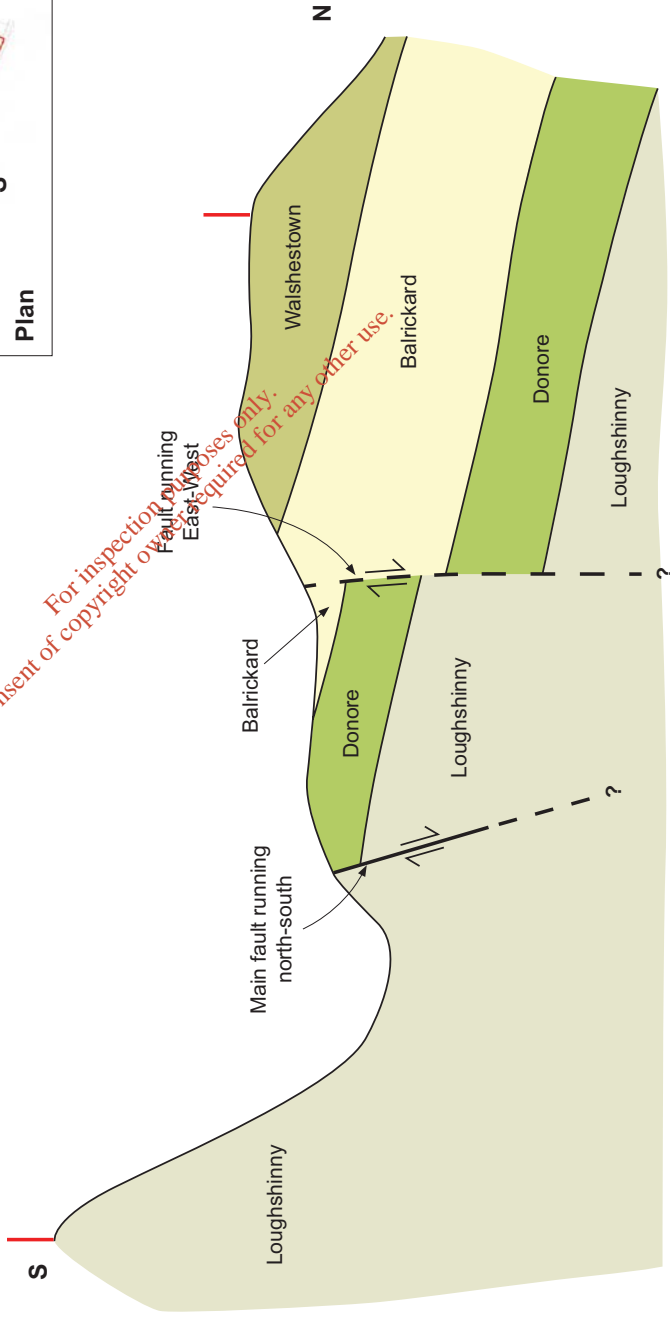 Plan
S
N
Walshestown
Balrickard
Donore
Loughshinny
Fault running
East-West
Balrickard
Donore
Loughshinny
Main fault running
north-south
Loughshinny
?
?
For inspection purposes only.
nsent of copyright owner required for any other use.